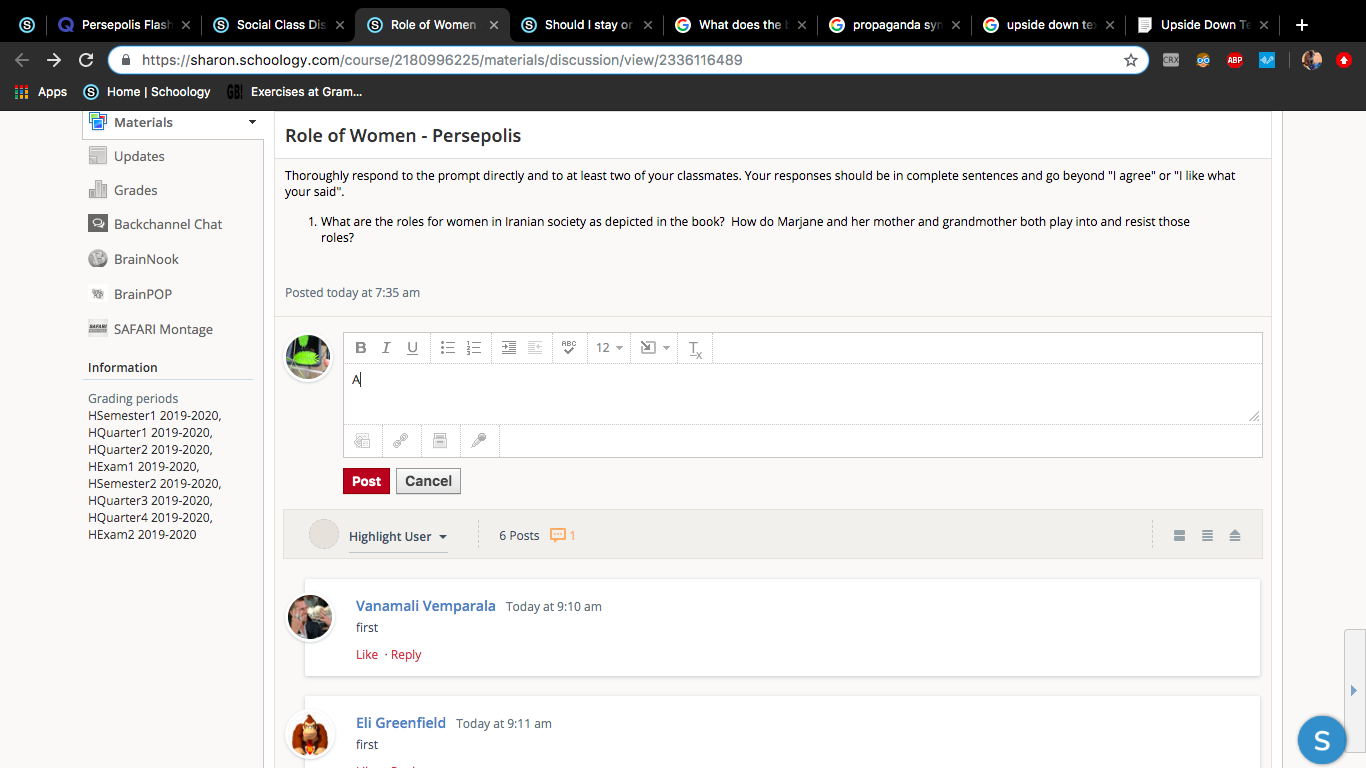 Persepolis Flash
Social Class Dis
Role of Women
Should I stay or
What does the b
propaganda syn
upside down tex
Upside Down Te
https://sharon.schoology.com/course/2180996225/materials/discussion/view/2336116489
CRX
ABP
Apps
Home | Schoology
GB!
Exercises at Gram...
Materials
Updates
Grades
Backchannel Chat
BrainNook
BrainPOP
SAFARI Montage
Information
Grading periods
HSemester1 2019-2020,
HQuarter1 2019-2020,
HQuarter2 2019-2020,
HExam1 2019-2020,
HSemester2 2019-2020,
HQuarter3 2019-2020,
HQuarter4 2019-2020,
HExam2 2019-2020
Role of Women - Persepolis
Thoroughly respond to the prompt directly and to at least two of your classmates. Your responses should be in complete sentences and go beyond "I agree" or "I like what
your said".
1. What are the roles for women in Iranian society as depicted in the book? How do Marjane and her mother and grandmother both play into and resist those
roles?
Posted today at 7:35 am
B I U
ABC
12
Tx
A
Post Cancel
Highlight User
6 Posts
1
Vanamali Vemparala Today at 9:10 am
first
Like · Reply
Eli Greenfield Today at 9:11 am
first
S